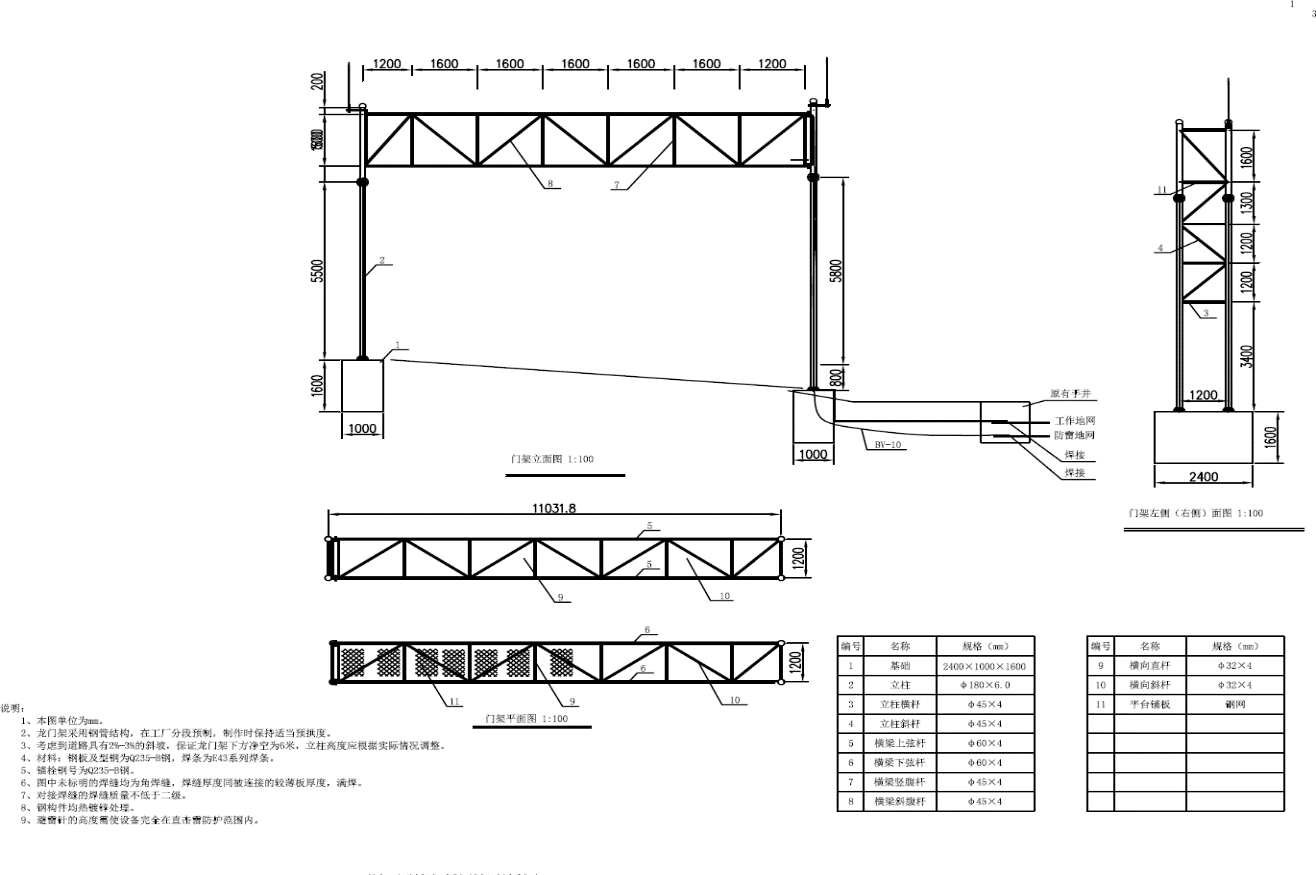 1
3
1200 1600 1600 1600 1600 1600 1200
200
5500
1600
1000
8
7
2
1
5800
800
1000
原有手井
工作地网
防雷地网
BV-10
焊接
焊接
门架立面图 1:100
11
4
3
1600
1300
1200
1200
3400
1200
1600
2400
门架左侧（右侧）面图 1:100
11031.8
5
5
1200
9
10
6
6
1200
11
9
10
门架平面图 1:100
编号 名称 规格（mm）
1 基础 2400×1000×1600
2 立柱 φ180×6.0
3 立柱横杆 φ45×4
4 立柱斜杆 φ45×4
5 横梁上弦杆 φ60×4
6 横梁下弦杆 φ60×4
7 横梁竖腹杆 φ45×4
8 横梁斜腹杆 φ45×4
编号 名称 规格（mm）
9 横向直杆 φ32×4
10 横向斜杆 φ32×4
11 平台铺板 钢网
说明：
1、本图单位为mm。
2、龙门架采用钢管结构，在工厂分段预制，制作时保持适当预拱度。
3、考虑到道路具有2%-3%的斜坡，保证龙门架下方净空为6米，立柱高度应根据实际情况调整。
4、材料：钢板及型钢为Q235-B钢，焊条为E43系列焊条。
5、锚栓钢号为Q235-B钢。
6、图中未标明的焊缝均为角焊缝，焊缝厚度同被连接的较薄板厚度，满焊。
7、对接焊缝的焊缝质量不低于二级。
8、钢构件均热镀锌处理。
9、避雷针的高度需使设备完全在直击雷防护范围内。